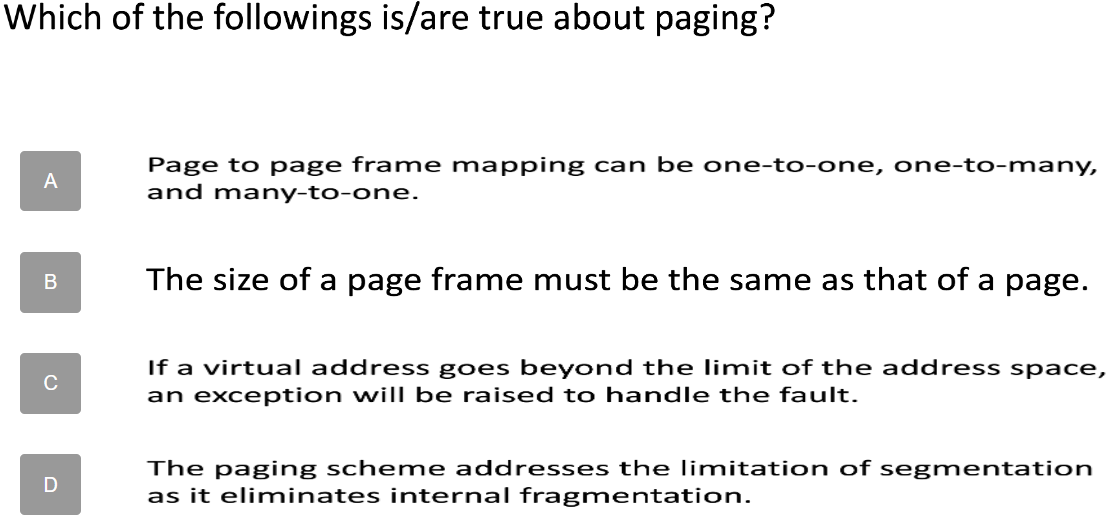 Which of the followings is/are true about paging?
A
Page to page frame mapping can be one-to-one, one-to-many,
and many-to-one.
B
The size of a page frame must be the same as that of a page.
C
If a virtual address goes beyond the limit of the address space,
an exception will be raised to handle the fault.
D
The paging scheme addresses the limitation of segmentation
as it eliminates internal fragmentation.